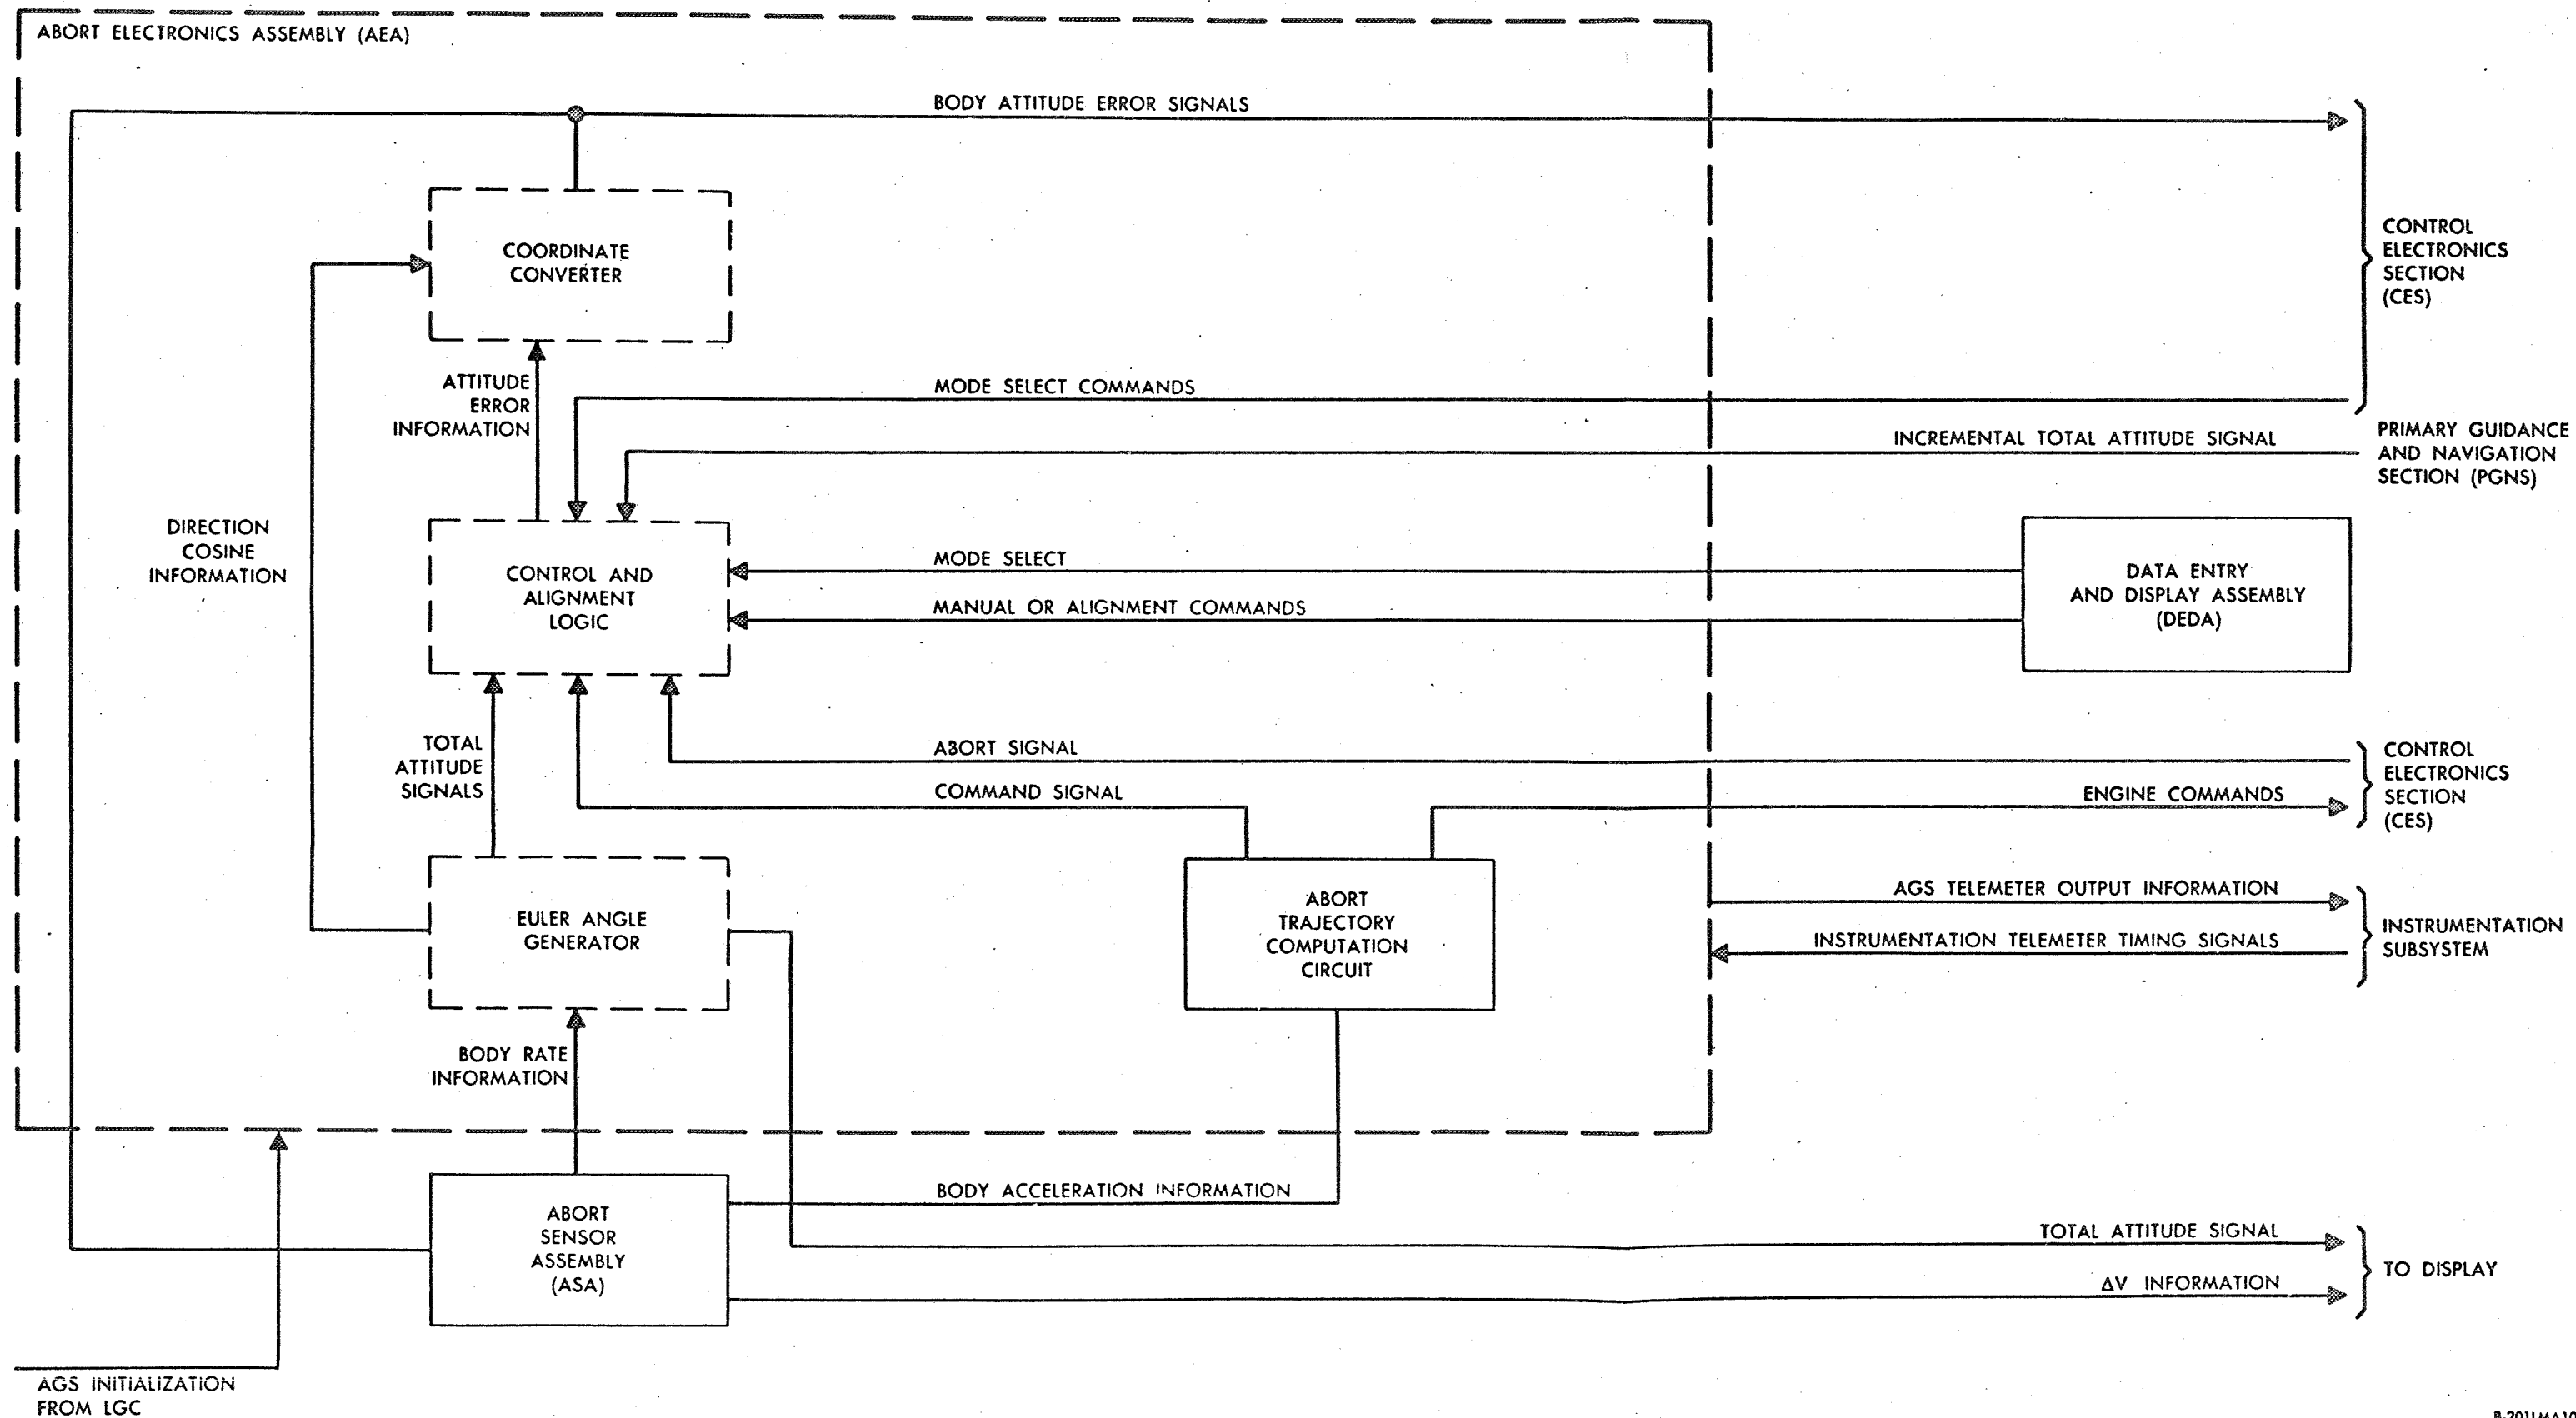 ABORT ELECTRONICS ASSEMBLY (AEA)
BODY ATTITUDE ERROR SIGNALS
COORDINATE
CONVERTER
CONTROL
ELECTRONICS
SECTION
(CES)
ATTITUDE
ERROR
INFORMATION
MODE SELECT COMMANDS
INCREMENTAL TOTAL ATTITUDE SIGNAL
PRIMARY GUIDANCE
AND NAVIGATION
SECTION (PGNS)
DIRECTION
COSINE
INFORMATION
CONTROL AND
ALIGNMENT
LOGIC
MODE SELECT
MANUAL OR ALIGNMENT COMMANDS
DATA ENTRY
AND DISPLAY ASSEMBLY
(DEDA)
TOTAL
ATTITUDE
SIGNALS
ABORT SIGNAL
COMMAND SIGNAL
ENGINE COMMANDS
CONTROL
ELECTRONICS
SECTION
(CES)
EULER ANGLE
GENERATOR
ABORT
TRAJECTORY
COMPUTATION
CIRCUIT
AGS TELEMETER OUTPUT INFORMATION
INSTRUMENTATION TELEMETER TIMING SIGNALS
INSTRUMENTATION
SUBSYSTEM
BODY RATE
INFORMATION
ABORT
SENSOR
ASSEMBLY
(ASA)
BODY ACCELERATION INFORMATION
TOTAL ATTITUDE SIGNAL
ΔV INFORMATION
TO DISPLAY
AGS INITIALIZATION
FROM LGC